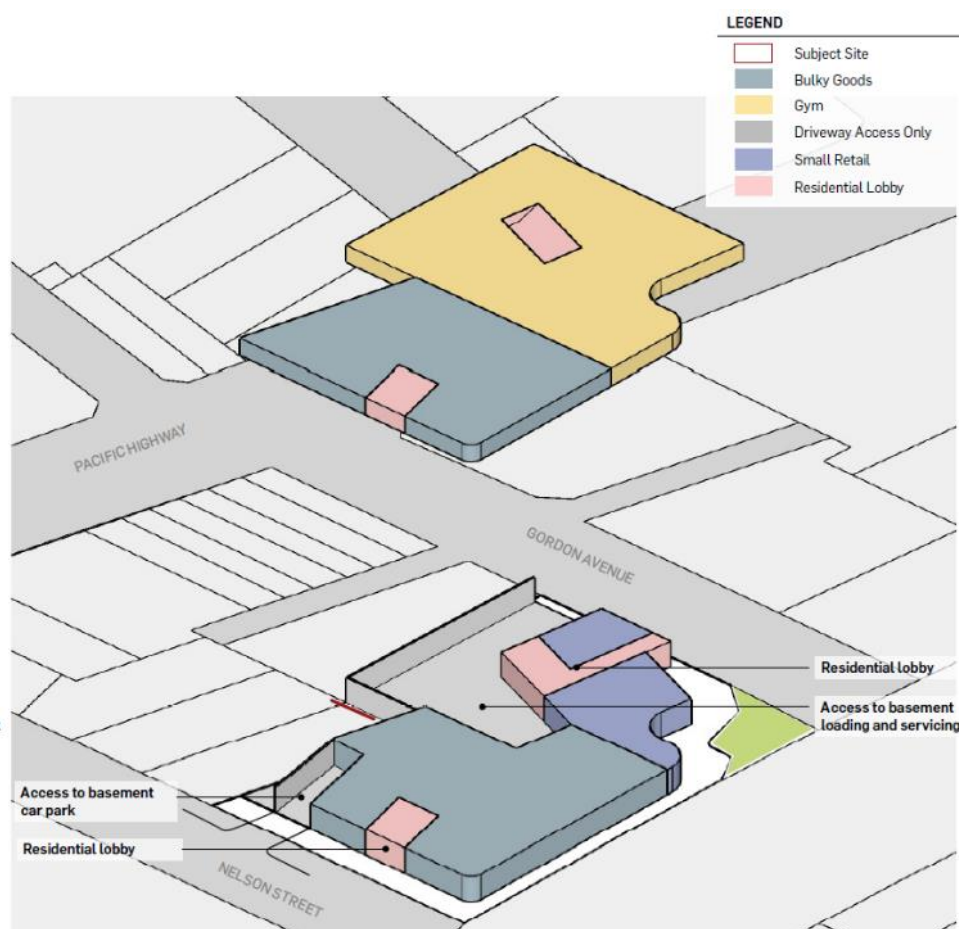 LEGEND
Subject Site
Bulky Goods
Gym
Driveway Access Only
Small Retail
Residential Lobby
PACIFIC HIGHWAY
GORDON AVENUE
Residential lobby
Access to basement
loading and servicing
Access to basement
car park
Residential lobby
NELSON STREET